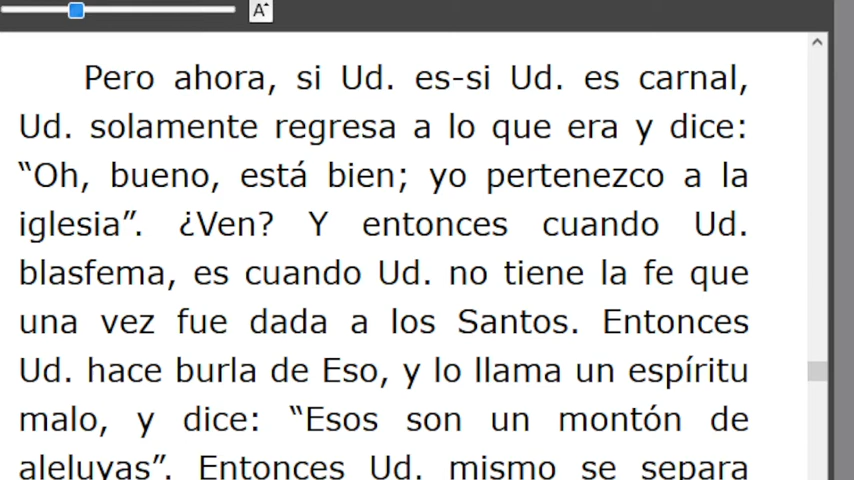 A
Pero ahora, si Ud. es-si Ud. es carnal,
Ud. solamente regresa a lo que era y dice:
“Oh, bueno, está bien; yo pertenezco a la
iglesia”. ¿Ven? Y entonces cuando Ud.
blasfema, es cuando Ud. no tiene la fe que
una vez fue dada a los Santos. Entonces
Ud. hace burla de Eso, y lo llama un espíritu
malo, y dice: “Esos son un montón de
aleluyas”. Entonces Ud. mismo se separa